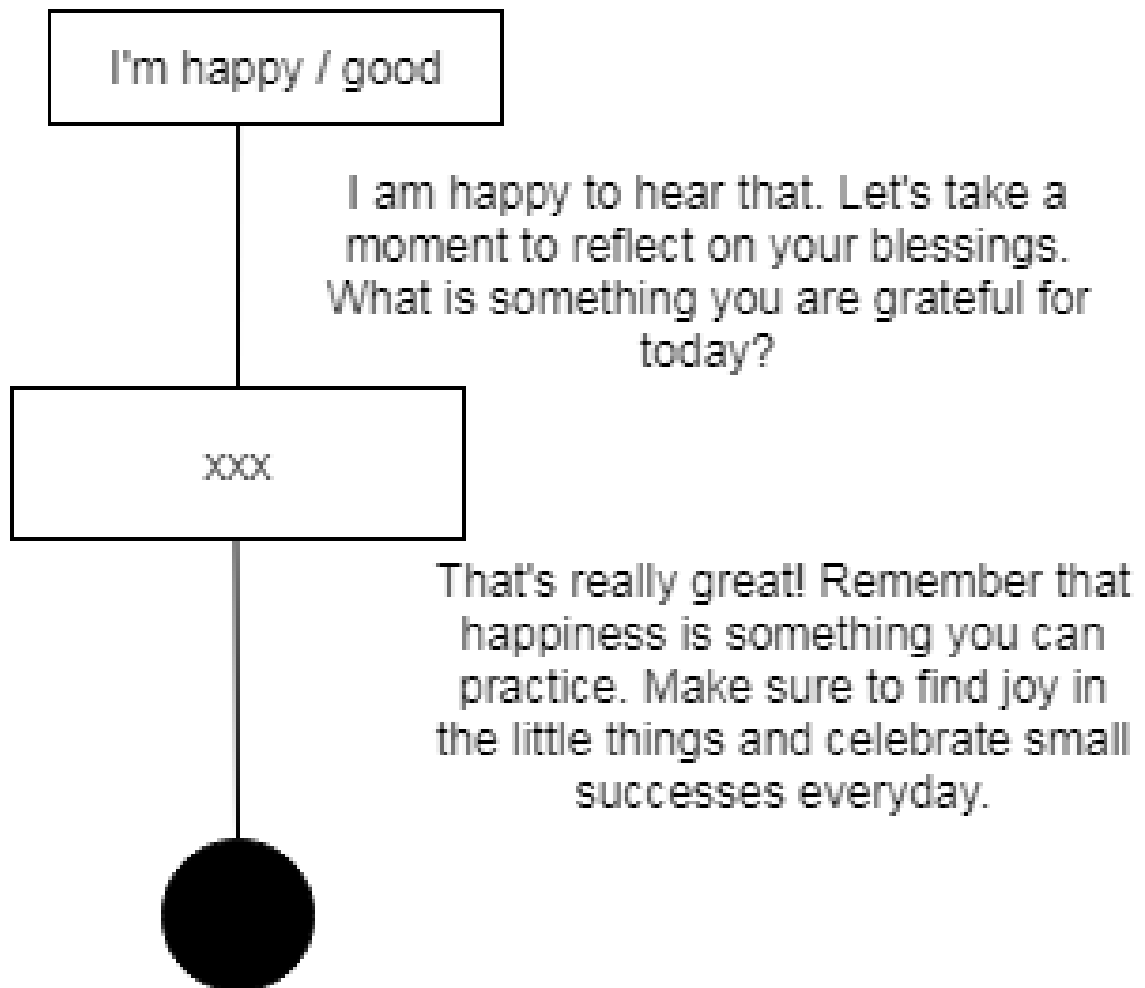 I'm happy / good
I am happy to hear that. Let's take a
moment to reflect on your blessings.
What is something you are grateful for
today?
xxx
That's really great! Remember that
happiness is something you can
practice. Make sure to find joy in
the little things and celebrate small
successes everyday.